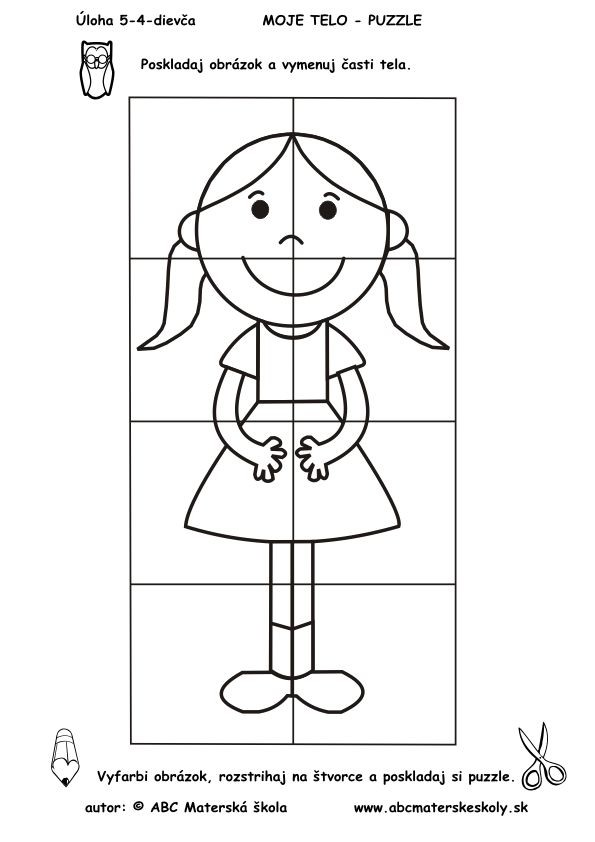 Úloha 5-4-dievča MOJE TELO - PUZZLE
Poskladaj obrázok a vymenuj časti tela.
Vyfarbi obrázok, rozstrihaj na štvorce a poskladaj si puzzle.
autor: © ABC Materská škola www.abcmaterskeskoly.sk